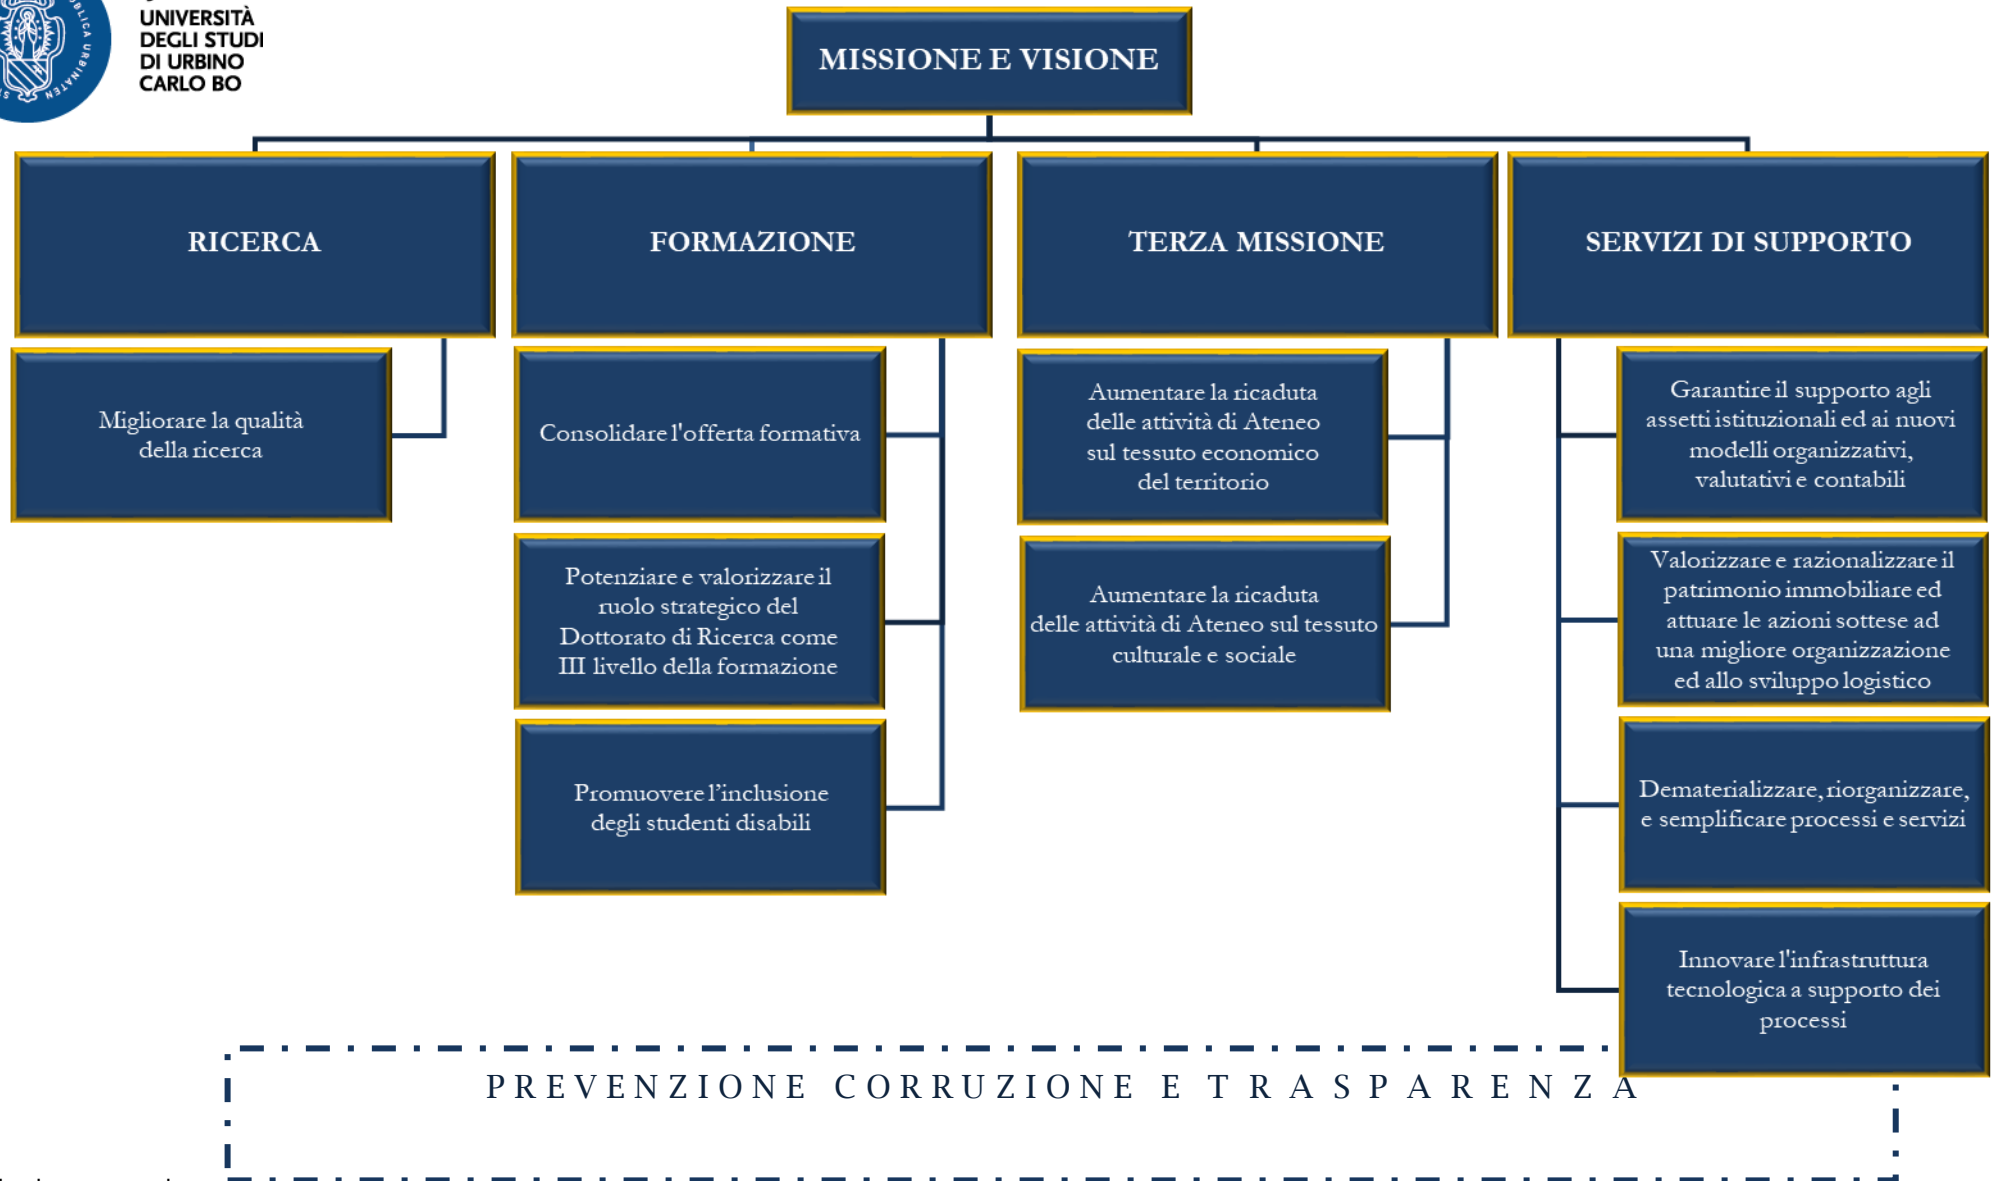 UNIVERSITÀ
DEGLI STUDI
DI URBINO
CARLO BO
MISSIONE E VISIONE
RICERCA
FORMAZIONE
TERZA MISSIONE
SERVIZI DI SUPPORTO
Migliorare la qualità
della ricerca
Consolidare l'offerta formativa
Potenziare e valorizzare il
ruolo strategico del
Dottorato di Ricerca come
III livello della formazione
Promuovere l’inclusione
degli studenti disabili
Aumentare la ricaduta
delle attività di Ateneo
sul tessuto economico
del territorio
Aumentare la ricaduta
delle attività di Ateneo sul tessuto
culturale e sociale
Garantire il supporto agli
assetti istituzionali ed ai nuovi
modelli organizzativi,
valutativi e contabili
Valorizzare e razionalizzare il
patrimonio immobiliare ed
attuare le azioni sottese ad
una migliore organizzazione
ed allo sviluppo logistico
Dematerializzare, riorganizzare,
e semplificare processi e servizi
Innovare l'infrastruttura
tecnologica a supporto dei
processi
PREVENZIONE CORRUZIONE E TRASPARENZA